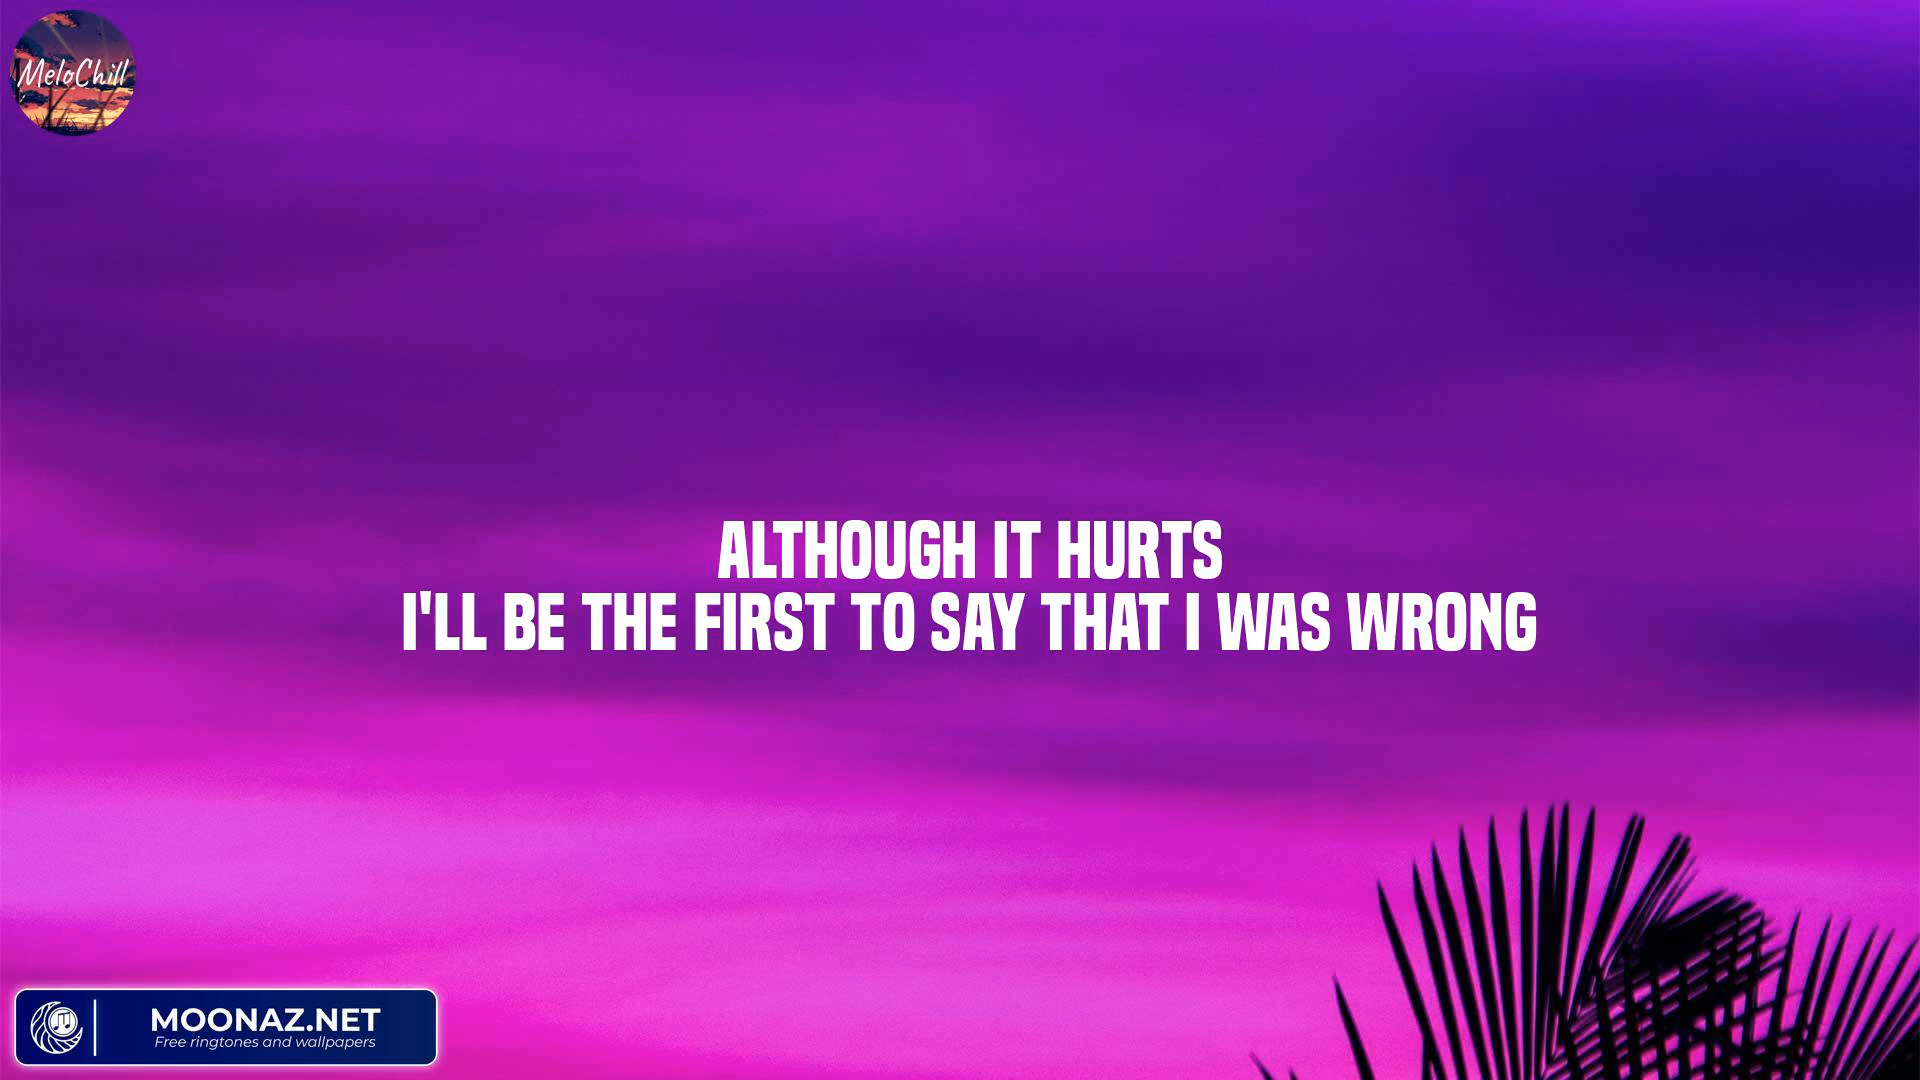 MeloChill
ALTHOUGH IT HURTS
I'LL BE THE FIRST TO SAY THAT I WAS WRONG
MOONAZ.NET
Free ringtones and wallpapers